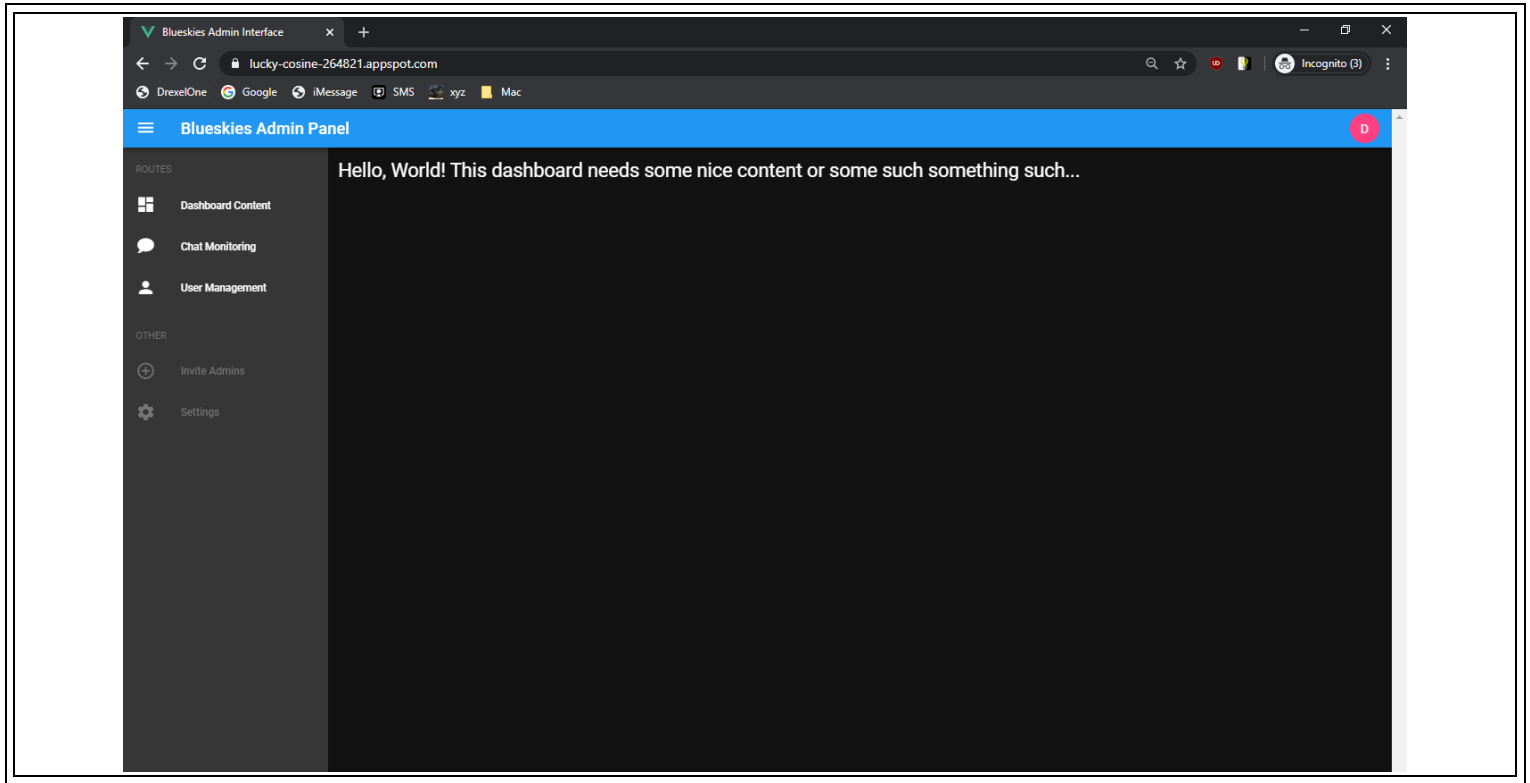 Blueskies Admin Interface
lucky-cosine-264821.appspot.com
Incognito (3)
DrexelOne Google iMessage SMS xyz Mac
Blueskies Admin Panel
D
ROUTES
Dashboard Content
Chat Monitoring
User Management
OTHER
Invite Admins
Settings
Hello, World! This dashboard needs some nice content or some such something such...